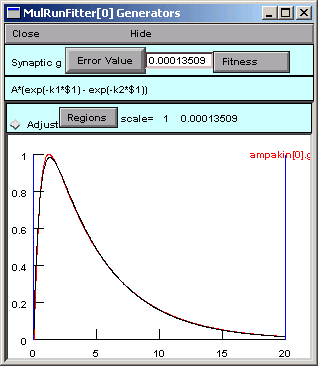 MulRunFitter[0] Generators
Close Hide
Synaptic g Error Value 0.00013509 Fitness
A*(exp(-k1*$1) - exp(-k2*$1))
Adjust Regions scale= 1 0.00013509
1 ampakin[0].g
0.8
0.6
0.4
0.2
0
0 5 10 15 20